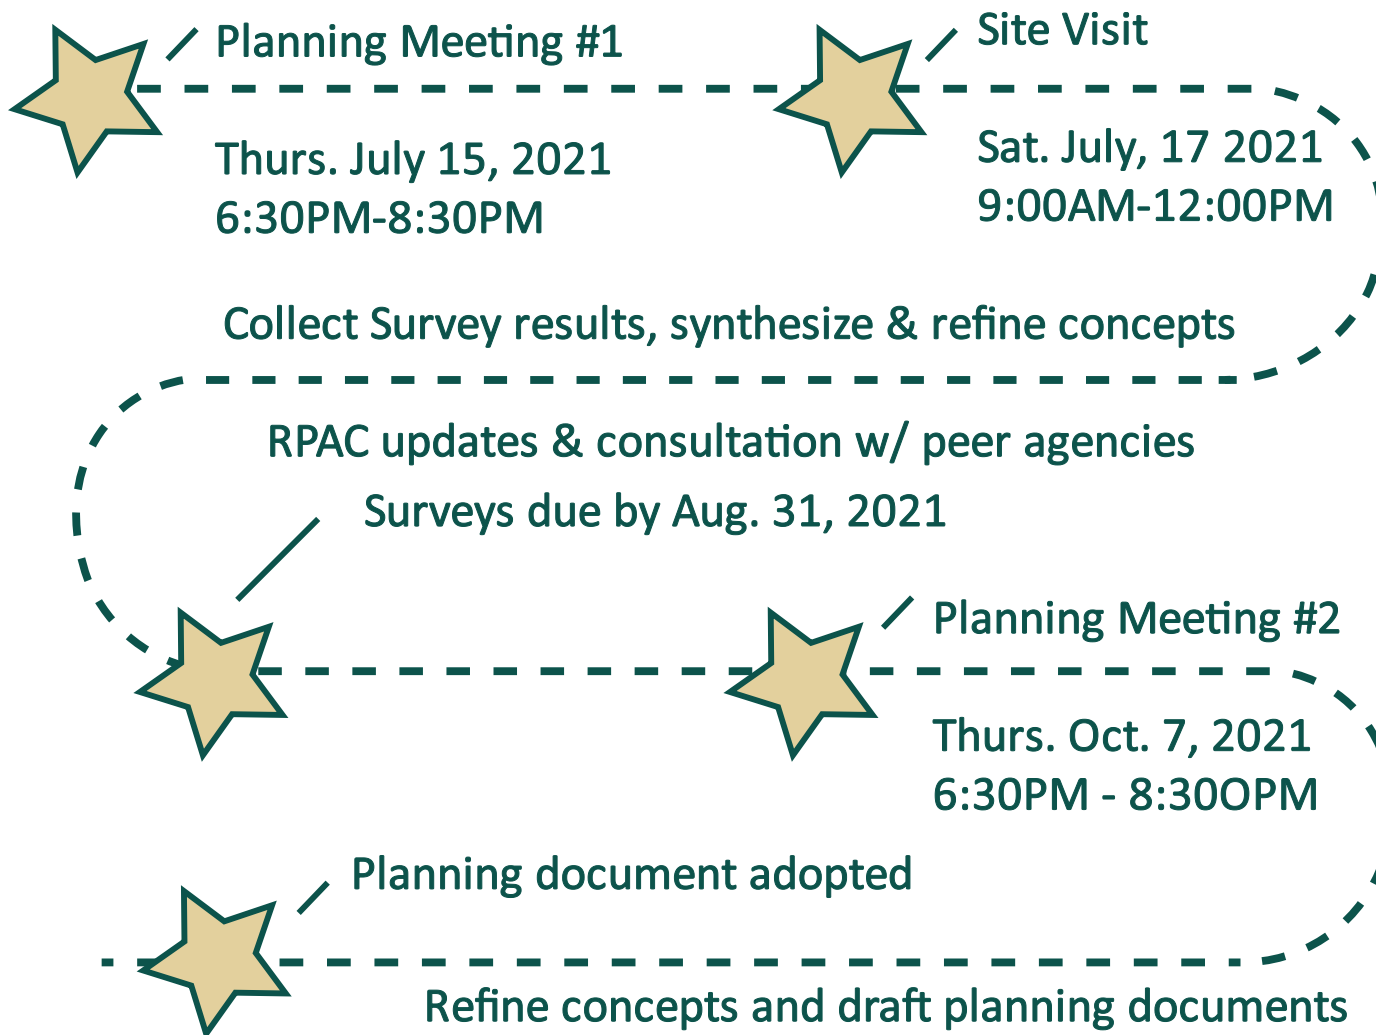 Planning Meeting #1
Thurs. July 15, 2021
6:30PM-8:30PM
Site Visit
Sat. July, 17 2021
9:00AM-12:00PM
Collect Survey results, synthesize & refine concepts
RPAC updates & consultation w/ peer agencies
Surveys due by Aug. 31, 2021
Planning Meeting #2
Thurs. Oct. 7, 2021
6:30PM - 8:30OPM
Planning document adopted
Refine concepts and draft planning documents